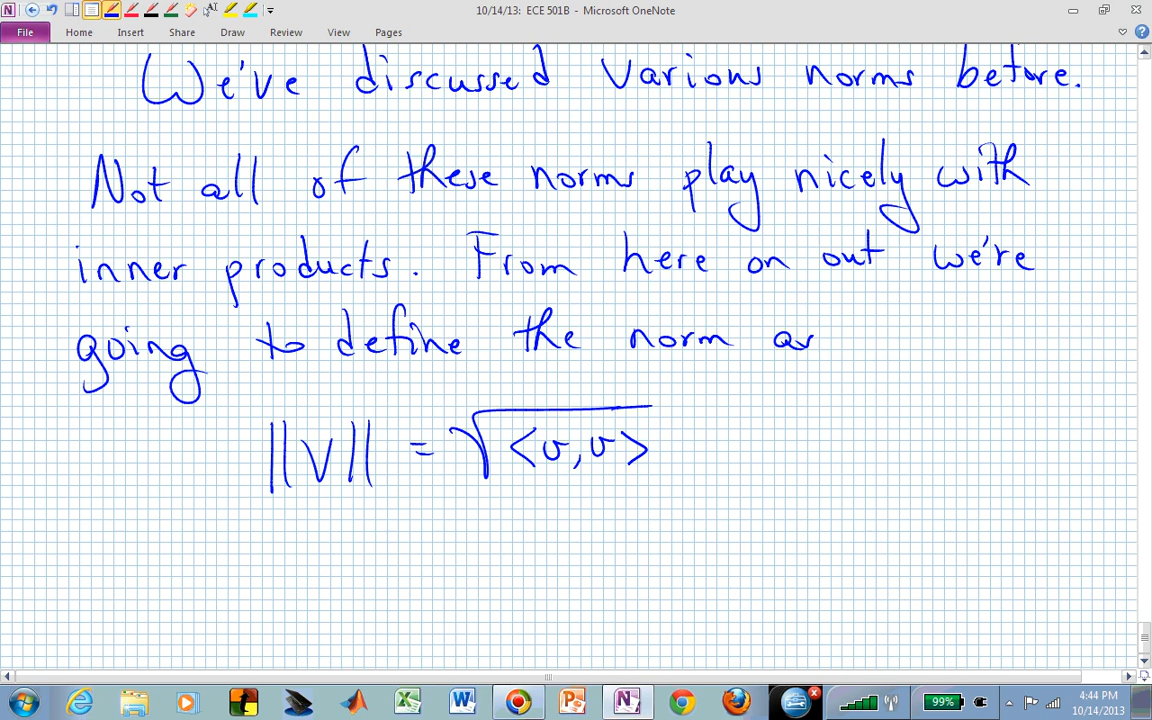 10/14/13: ECE 501B - Microsoft OneNote
File Home Insert Share Draw Review View Pages
We've discussed various norms before.
Not all of these norms play nicely with
inner products. From here on out we're
going to define the norm as
||v|| = √<v,v>
99%
4:44 PM
10/14/2013